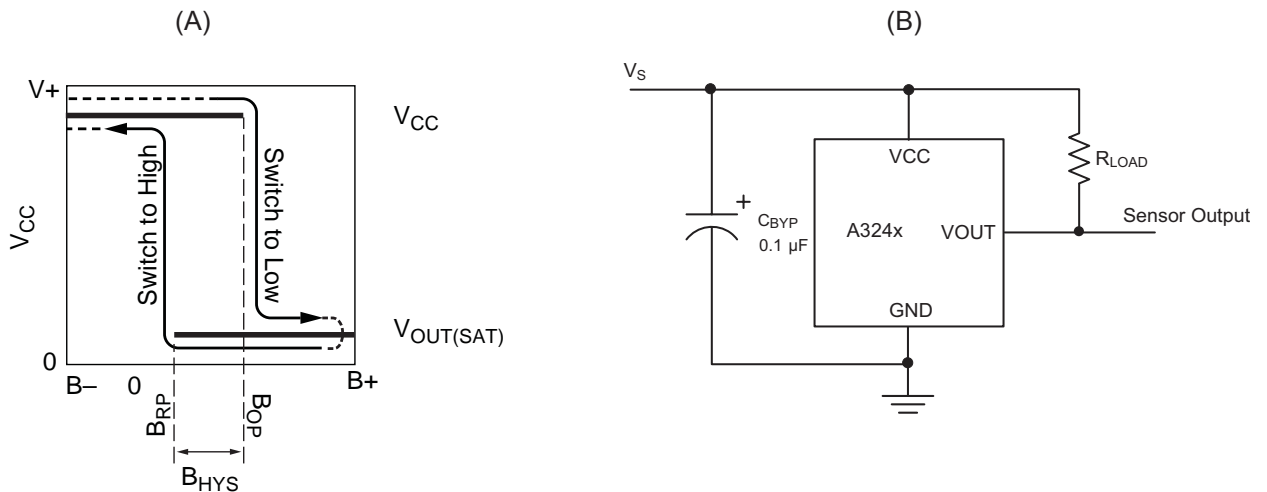 (A)
V+
VCC
0
Switch to High
Switch to Low
VCC
VOUT(SAT)
B–
0
B+
BRP
BOP
BHYS
(B)
VS
VCC
RLOAD
+
CBYP
0.1 µF
A324x
VOUT
Sensor Output
GND